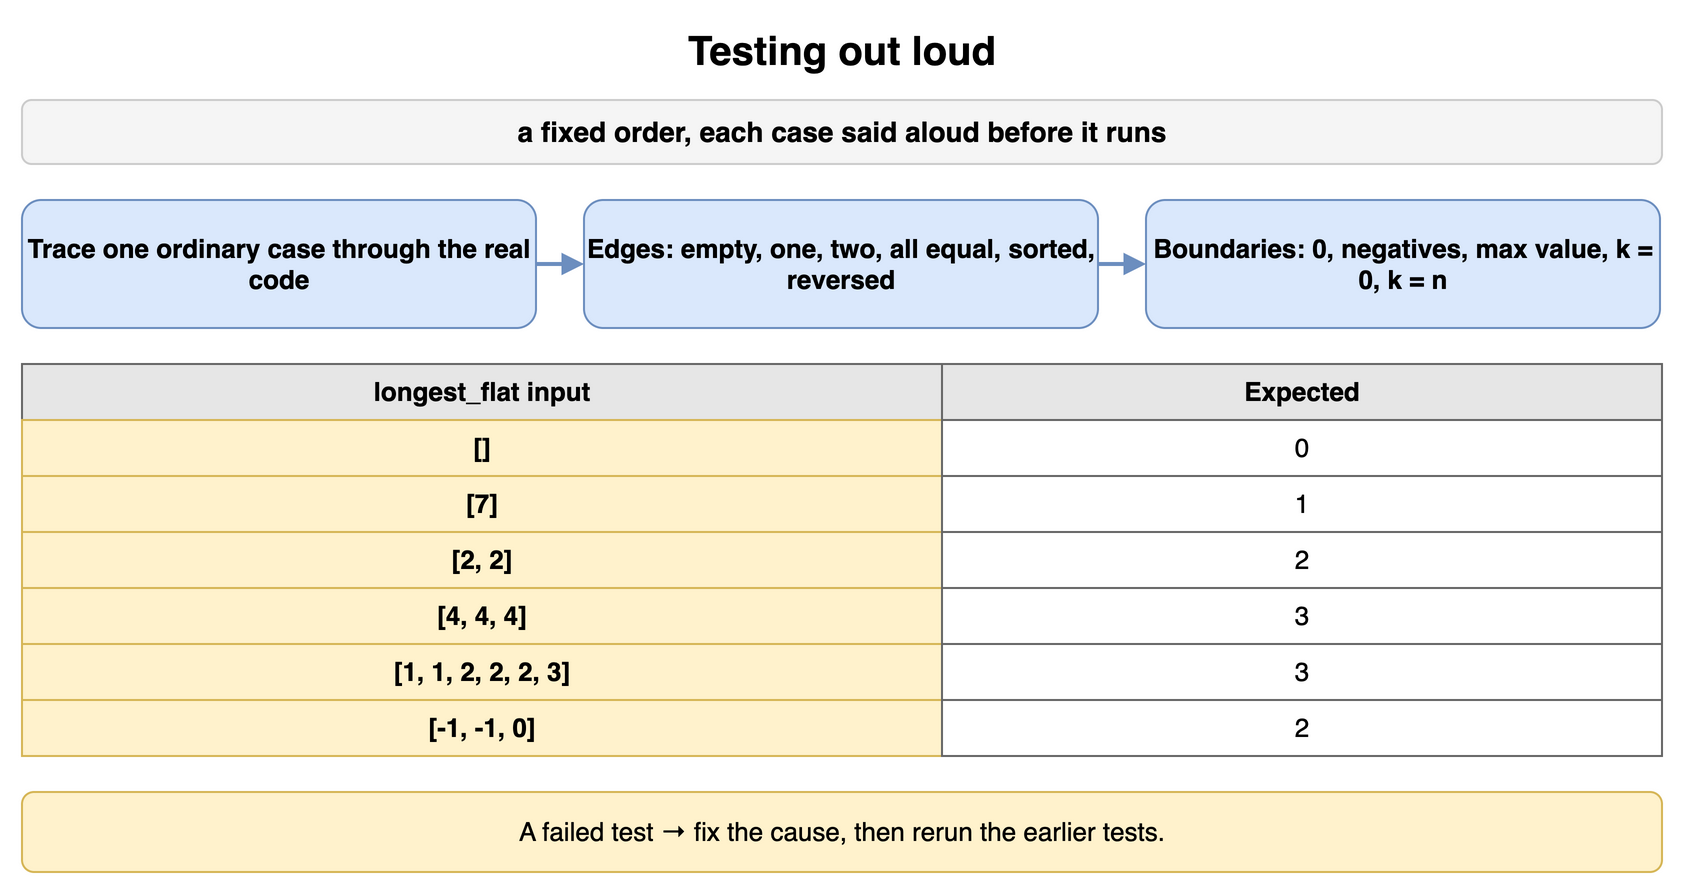 Testing out loud
a fixed order, each case said aloud before it runs
Trace one ordinary case through the real
code
Edges: empty, one, two, all equal, sorted,
reversed
Boundaries: 0, negatives, max value, k =
0, k = n
longest_flat input
Expected
[]
0
[7]
1
[2, 2]
2
[4, 4, 4]
3
[1, 1, 2, 2, 2, 3]
3
[-1, -1, 0]
2
A failed test → fix the cause, then rerun the earlier tests.